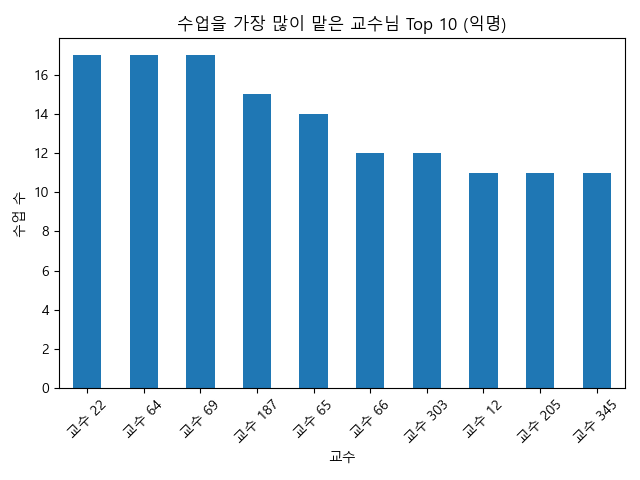 수업을 가장 많이 맡은 교수님 Top 10 (익명)
수업 수
16
14
12
10
8
6
4
2
0
교수 22
교수 64
교수 69
교수 187
교수 65
교수 66
교수 303
교수 12
교수 205
교수 345
교수